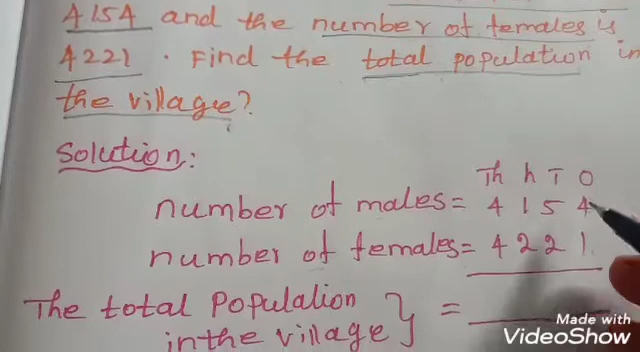 4154 and the number of females is
4221. Find the total population in
the village?
Solution:
Th h T O
number of males = 4 1 5 4
number of females = 4 2 2 1.
The total Population
in the village } =
Made with
VideoShow